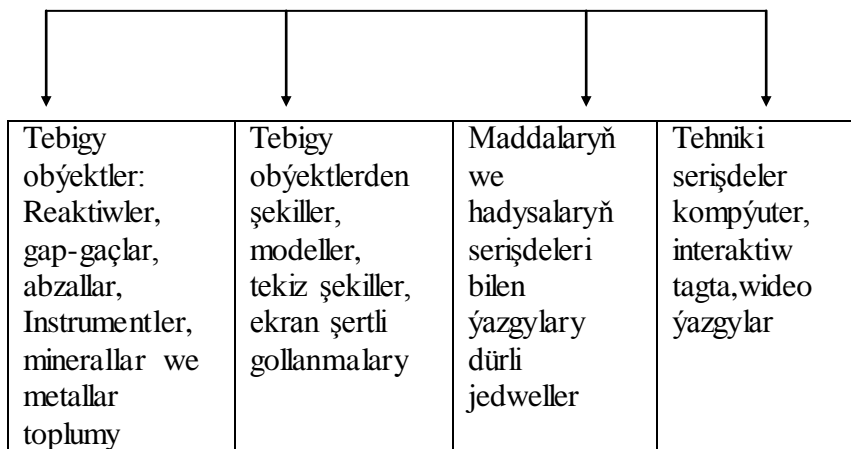 Tebigy
obýektler:
Reaktiwler,
gap-gaçlar,
abzallar,
Instrumentler,
minerallar we
metallar
toplumy
Tebigy
obýektlerden
şekiller,
modeller,
tekiz şekiller,
ekran şertli
gollanmalary
Maddalaryň
we
hadysalaryň
serişdeleri
bilen
ýazgylary
dürli
jedweller
Tehniki
serişdeler
kompýuter,
interaktiw
tagta,wideo
ýazgylar